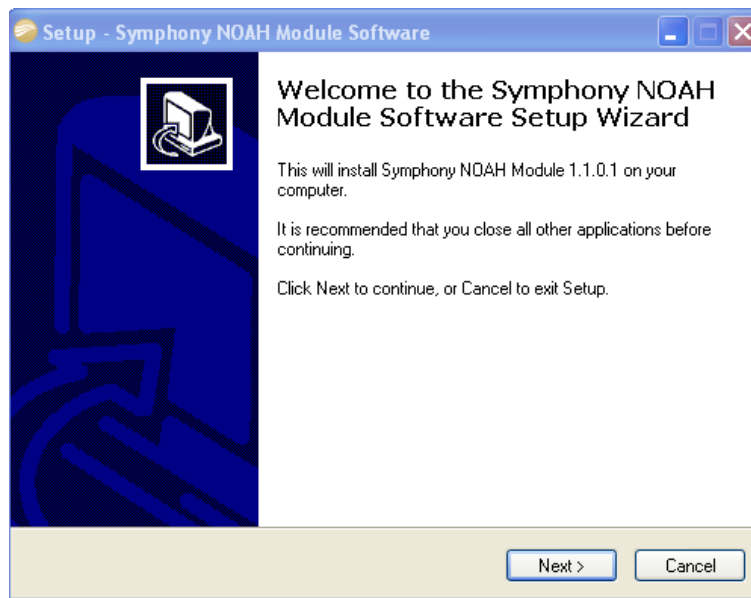 Setup - Symphony NOAH Module Software
Welcome to the Symphony NOAH
Module Software Setup Wizard
This will install Symphony NOAH Module 1.1.0.1 on your
computer.
It is recommended that you close all other applications before
continuing.
Click Next to continue, or Cancel to exit Setup.
Next >
Cancel